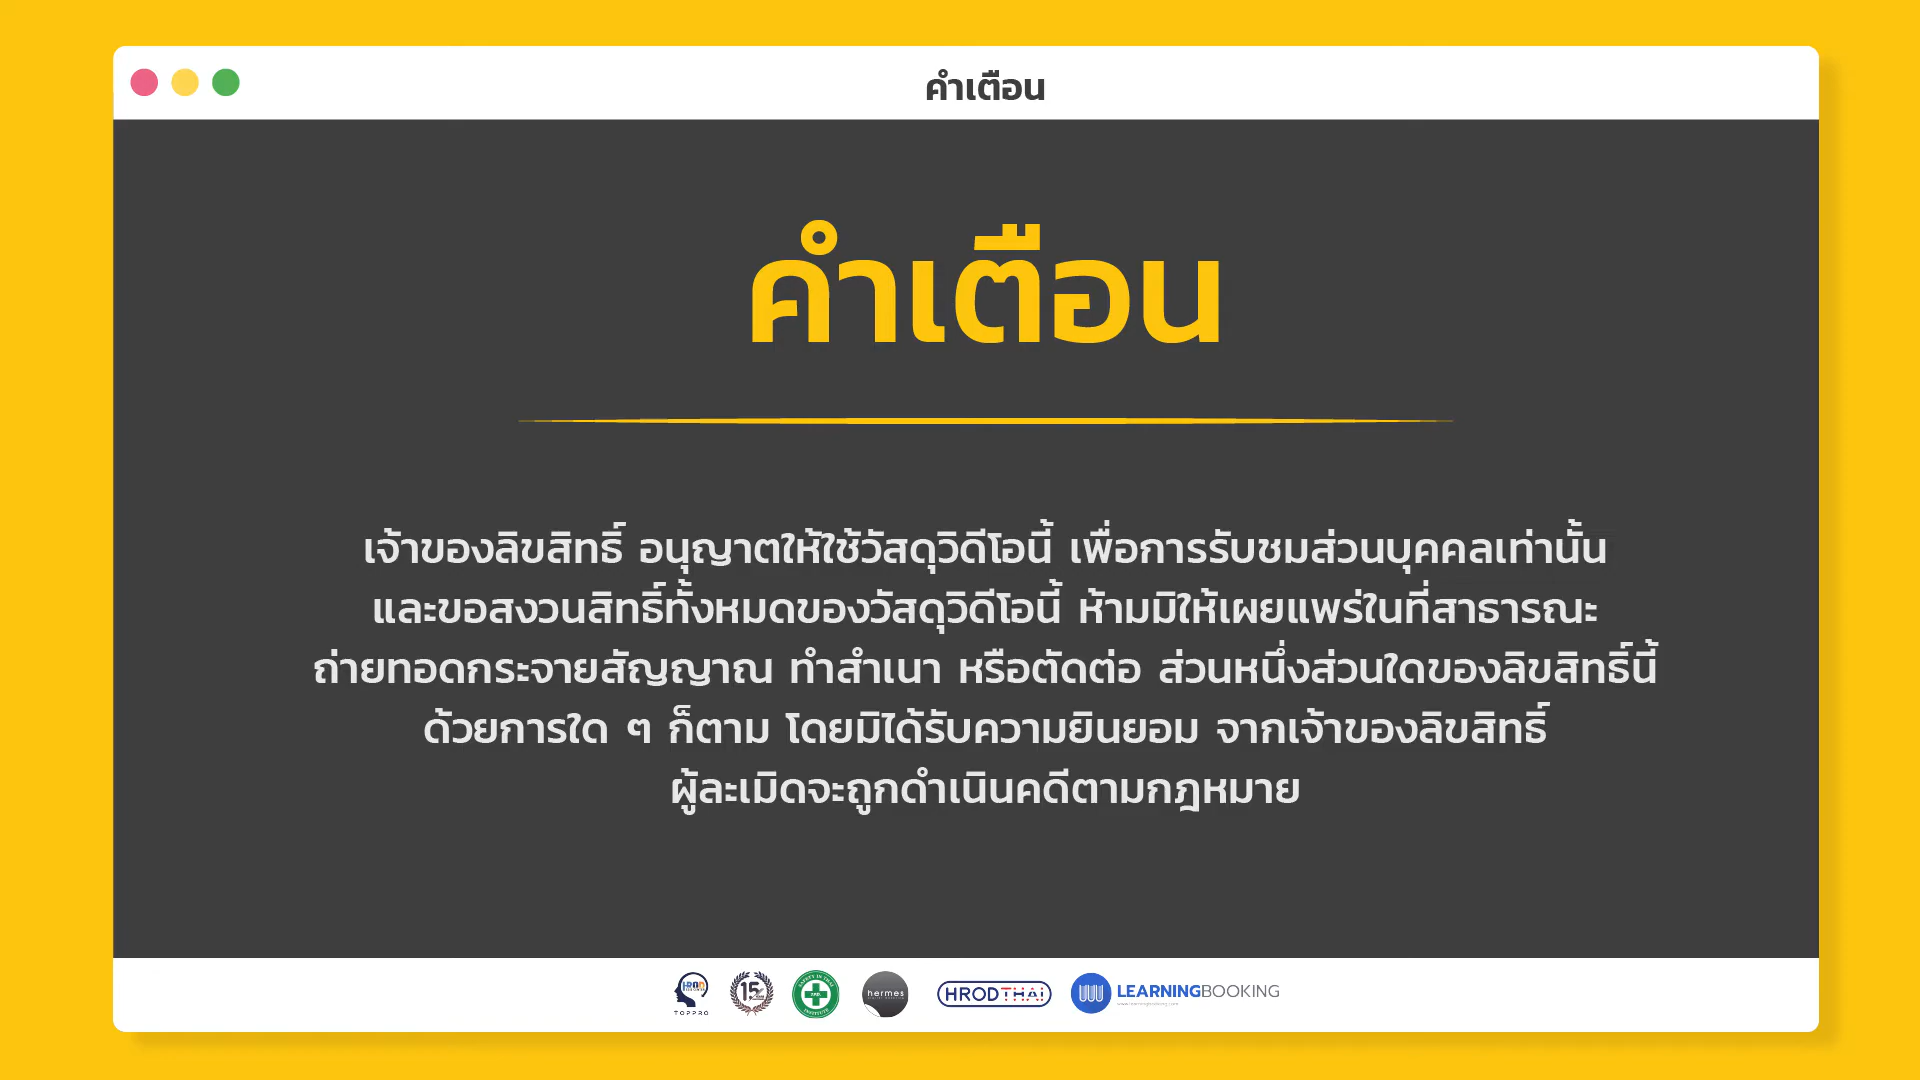 คำเตือน
คำเตือน
เจ้าของลิขสิทธิ์ อนุญาตให้ใช้วัสดุวิดีโอนี้ เพื่อการรับชมส่วนบุคคลเท่านั้น
และขอสงวนสิทธิ์ทั้งหมดของวัสดุวิดีโอนี้ ห้ามมิให้เผยแพร่ในที่สาธารณะ
ถ่ายทอดกระจายสัญญาณ ทำสำเนา หรือตัดต่อ ส่วนหนึ่งส่วนใดของลิขสิทธิ์นี้
ด้วยการใด ๆ ก็ตาม โดยมิได้รับความยินยอม จากเจ้าของลิขสิทธิ์
ผู้ละเมิดจะถูกดำเนินคดีตามกฎหมาย
TOPPRO
15
hermes
HRODTHAI
LEARNINGBOOKING